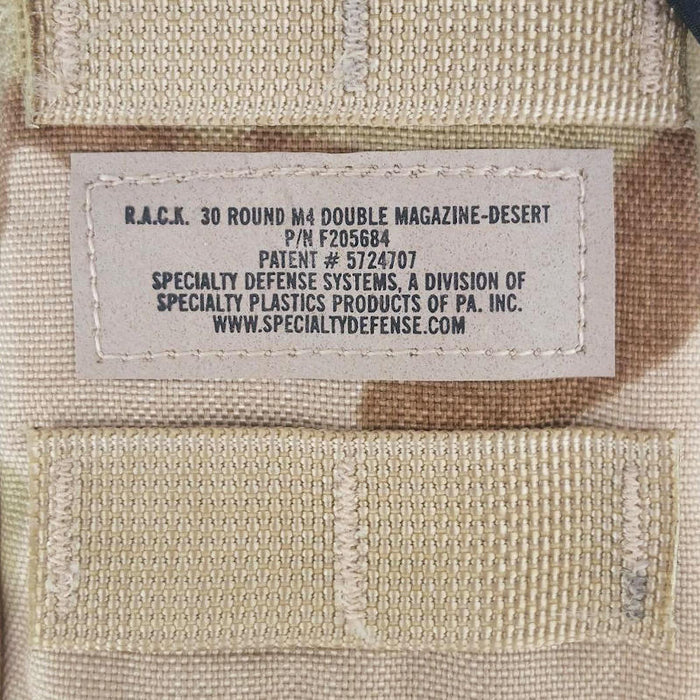 R.A.C.K. 30 ROUND M4 DOUBLE MAGAZINE-DESERT
P/N F205684
PATENT # 5724707
SPECIALTY DEFENSE SYSTEMS, A DIVISION OF
SPECIALTY PLASTICS PRODUCTS OF PA. INC.
WWW.SPECIALTYDEFENSE.COM